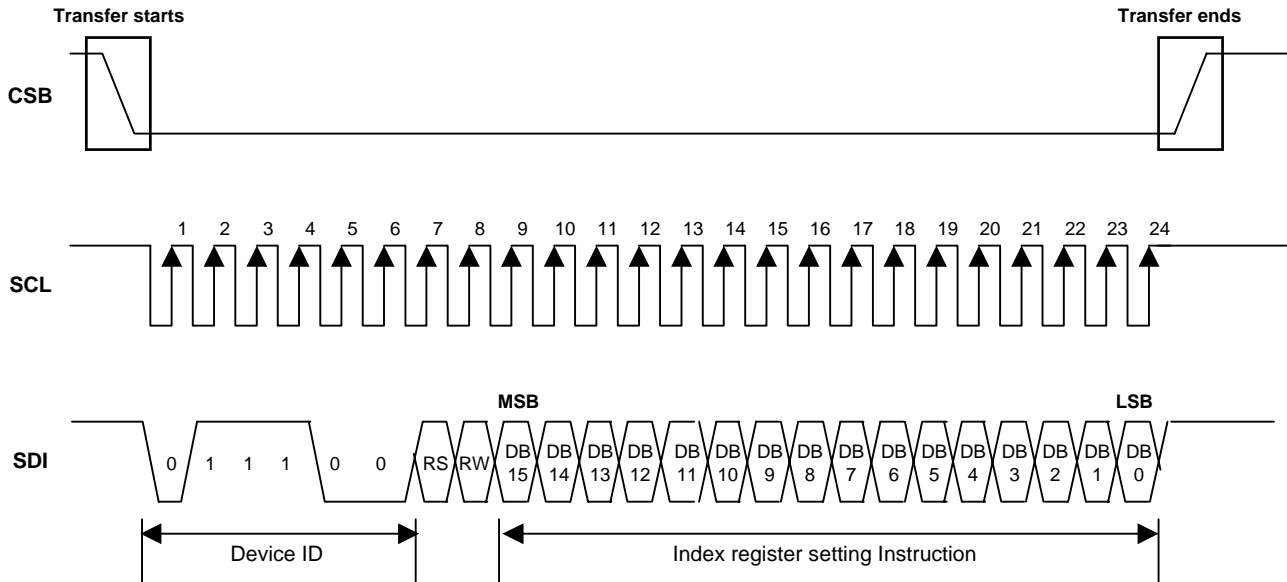 Transfer starts Transfer ends
CSB
1 2 3 4 5 6 7 8 9 10 11 12 13 14 15 16 17 18 19 20 21 22 23 24
SCL
MSB LSB
SDI 0 1 1 1 0 0 RS RW DB 15 DB 14 DB 13 DB 12 DB 11 DB 10 DB 9 DB 8 DB 7 DB 6 DB 5 DB 4 DB 3 DB 2 DB 1 DB 0
Device ID Index register setting Instruction